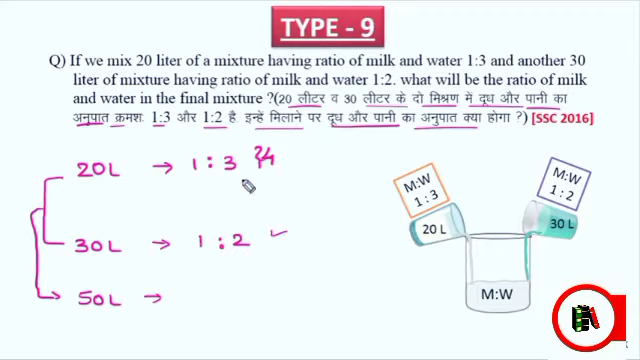 TYPE - 9
Q) If we mix 20 liter of a mixture having ratio of milk and water 1:3 and another 30
liter of mixture having ratio of milk and water 1:2. what will be the ratio of milk
and water in the final mixture ?(20 लीटर व 30 लीटर के दो मिश्रण में दूध और पानी का
अनुपात क्रमश: 1:3 और 1:2 है. इन्हें मिलाने पर दूध और पानी का अनुपात क्या होगा ?) [SSC 2016]
20L → 1 : 3
30L → 1 : 2
50L →
M:W
1 : 3
M:W
1 : 2
20 L
30 L
M:W